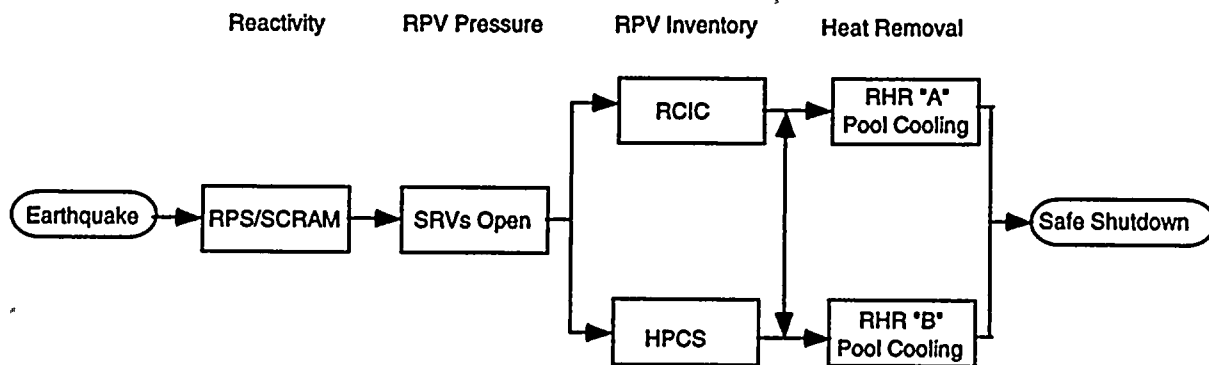 Reactivity
RPV Pressure
RPV Inventory
Heat Removal
Earthquake
RPS/SCRAM
SRVs Open
RCIC
HPCS
RHR "A"
Pool Cooling
RHR "B"
Pool Cooling
Safe Shutdown